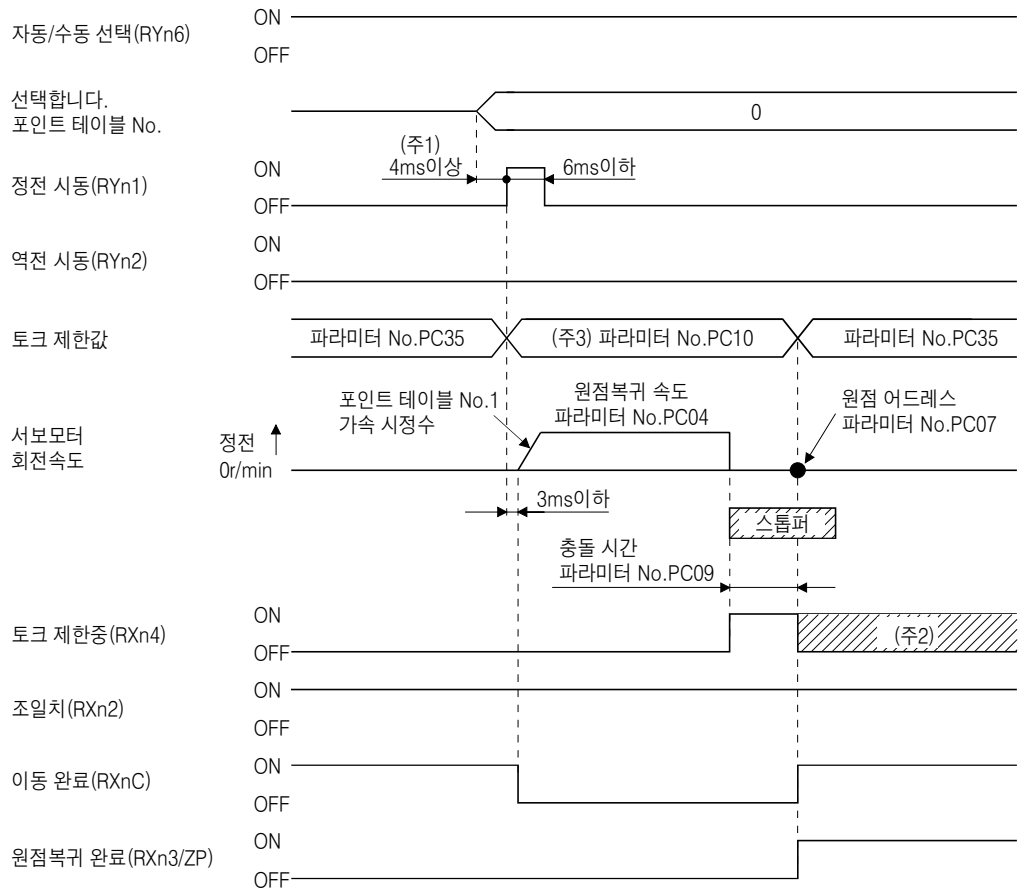 자동/수동 선택(RYn6)
ON
OFF
선택합니다.
포인트 테이블 No.
0
정전 시동(RYn1)
ON
OFF
(주1)
4ms이상
6ms이하
역전 시동(RYn2)
ON
OFF
토크 제한값
파라미터 No.PC35
(주3) 파라미터 No.PC10
파라미터 No.PC35
서보모터
회전속도
정전
0r/min
포인트 테이블 No.1
가속 시정수
원점복귀 속도
파라미터 No.PC04
원점 어드레스
파라미터 No.PC07
3ms이하
스톱퍼
충돌 시간
파라미터 No.PC09
토크 제한중(RXn4)
ON
OFF
(주2)
조일치(RXn2)
ON
OFF
이동 완료(RXnC)
ON
OFF
원점복귀 완료(RXn3/ZP)
ON
OFF